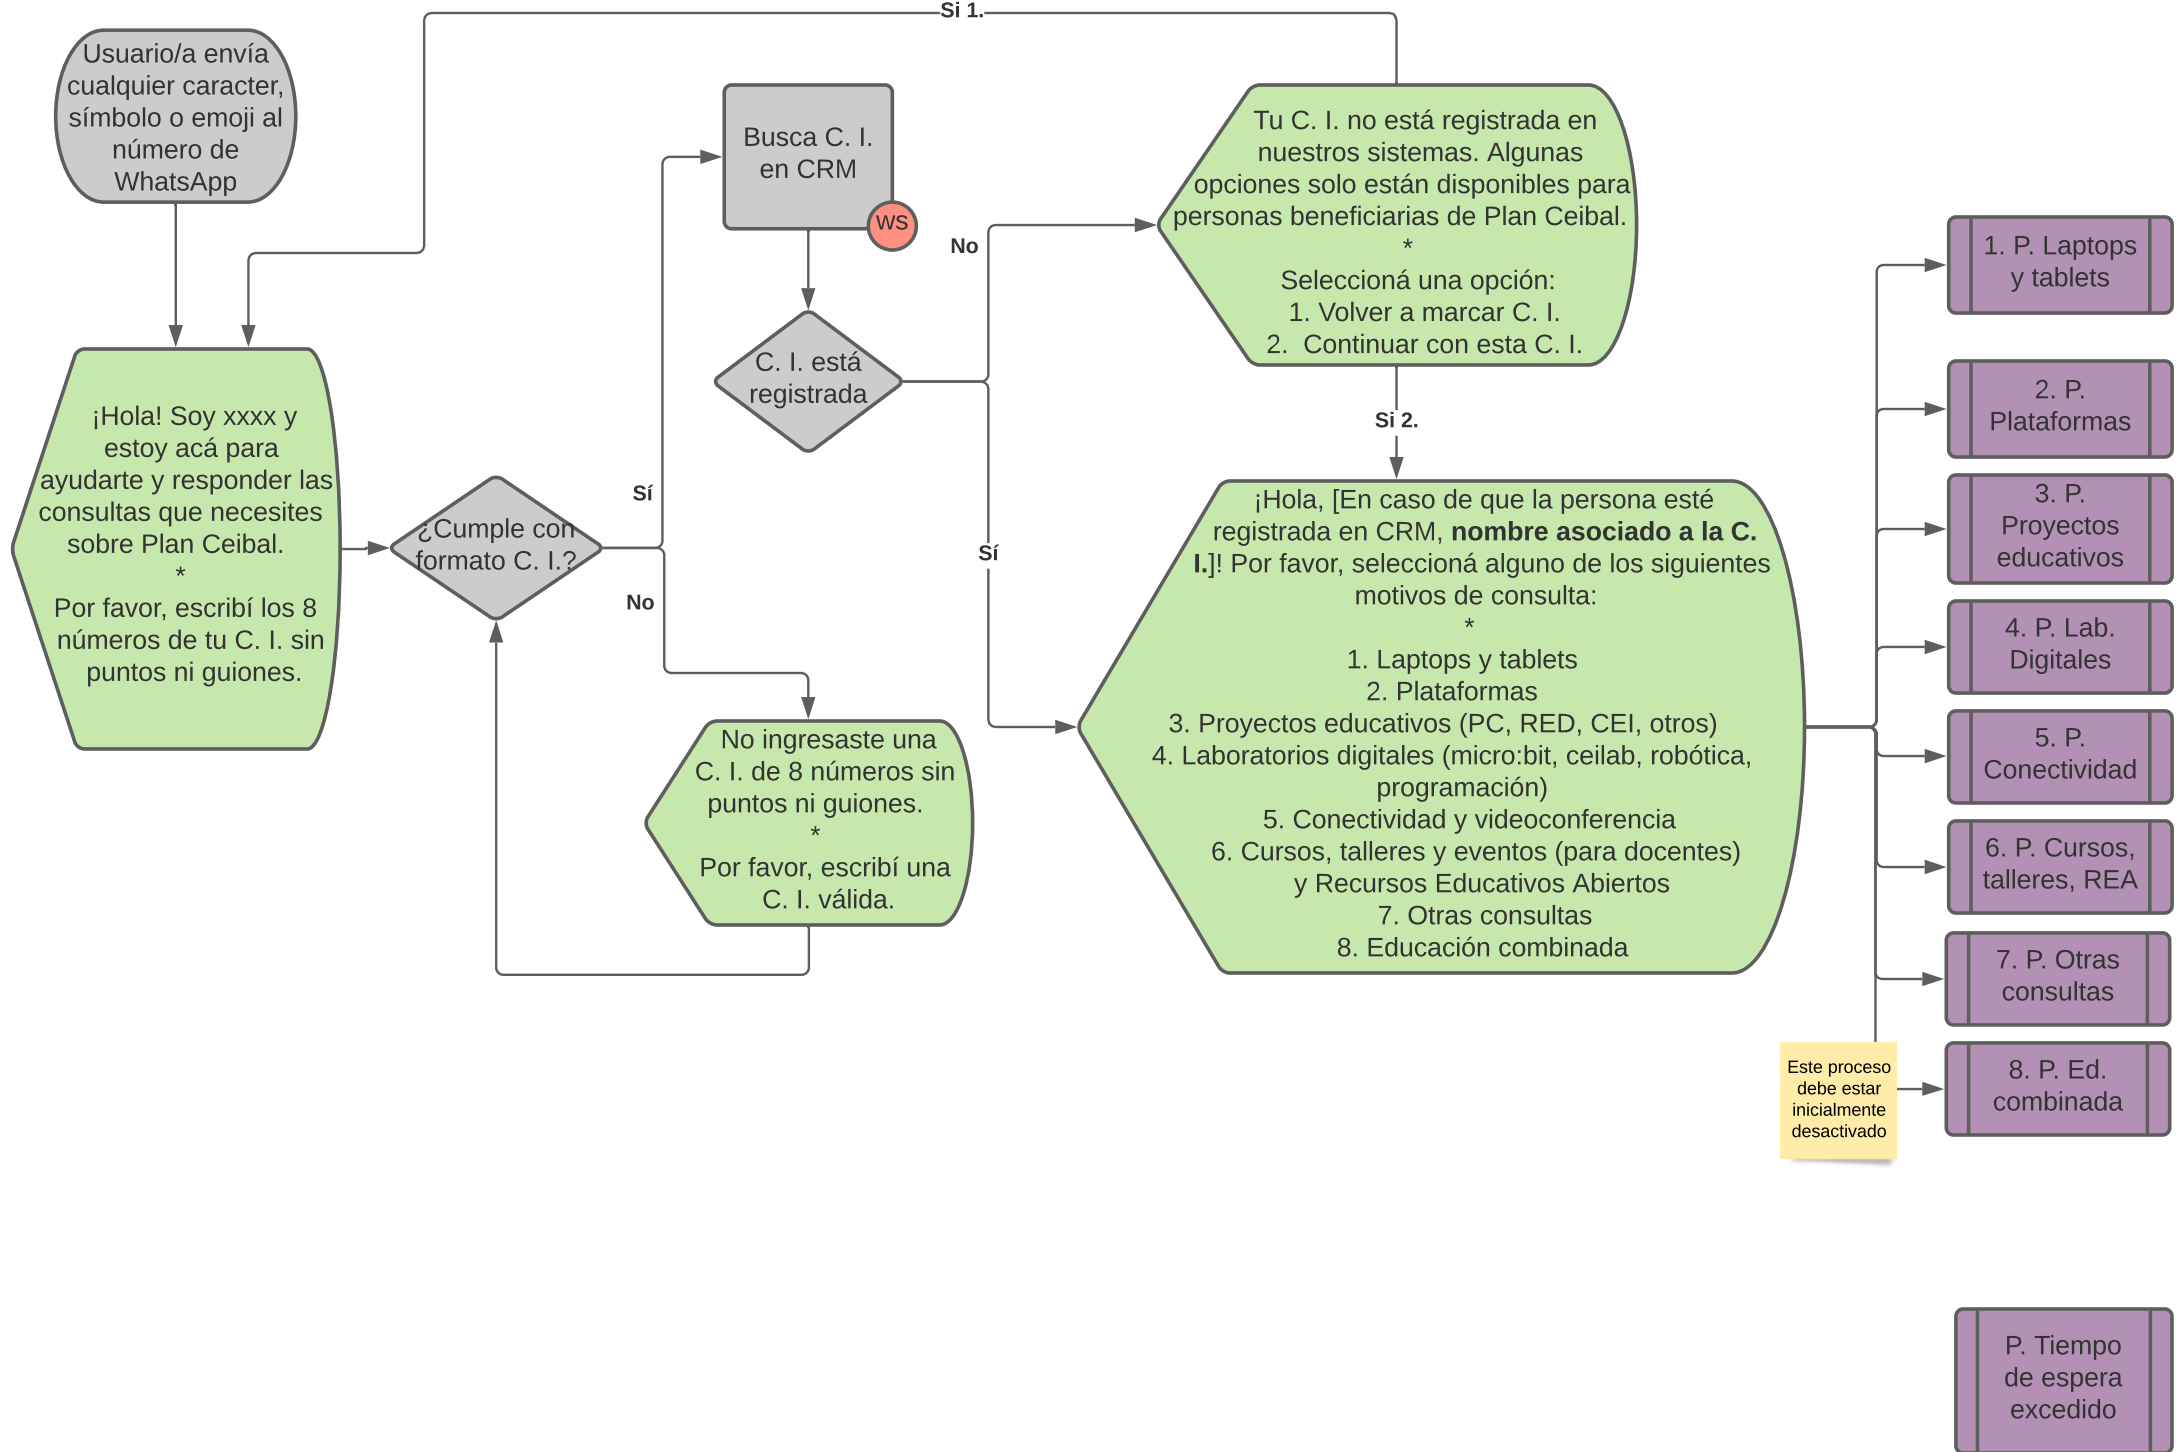 Si 1.
Usuario/a envía
cualquier caracter,
símbolo o emoji al
número de
WhatsApp
¡Hola! Soy xxxx y
estoy acá para
ayudarte y responder las
consultas que necesites
sobre Plan Ceibal.
*
Por favor, escribí los 8
números de tu C. I. sin
puntos ni guiones.
¿Cumple con
formato C. I.?
Sí
No
Busca C. I.
en CRM
ws
C. I. está
registrada
No ingresaste una
C. I. de 8 números sin
puntos ni guiones.
*
Por favor, escribí una
C. I. válida.
No
Sí
Tu C. I. no está registrada en
nuestros sistemas. Algunas
opciones solo están disponibles para
personas beneficiarias de Plan Ceibal.
*
Seleccioná una opción:
1. Volver a marcar C. I.
2. Continuar con esta C. I.
Si 2.
¡Hola, [En caso de que la persona esté
registrada en CRM, nombre asociado a la C.
I.]! Por favor, seleccioná alguno de los siguientes
motivos de consulta:
*
1. Laptops y tablets
2. Plataformas
3. Proyectos educativos (PC, RED, CEI, otros)
4. Laboratorios digitales (micro:bit, ceilab, robótica,
programación)
5. Conectividad y videoconferencia
6. Cursos, talleres y eventos (para docentes)
y Recursos Educativos Abiertos
7. Otras consultas
8. Educación combinada
1. P. Laptops
y tablets
2. P.
Plataformas
3. P.
Proyectos
educativos
4. P. Lab.
Digitales
5. P.
Conectividad
6. P. Cursos,
talleres, REA
7. P. Otras
consultas
Este proceso
debe estar
inicialmente
desactivado
8. P. Ed.
combinada
P. Tiempo
de espera
excedido